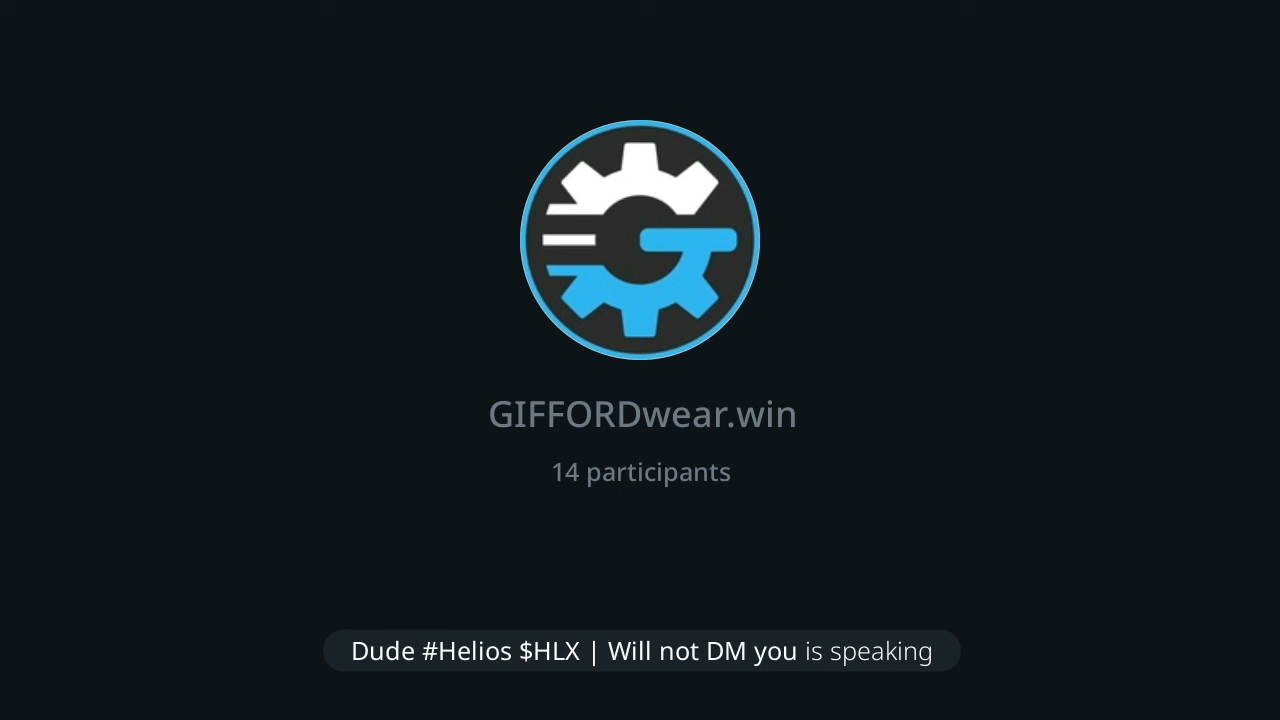 GIFFORDwear.win
14 participants
Dude #Helios $HLX | Will not DM you is speaking